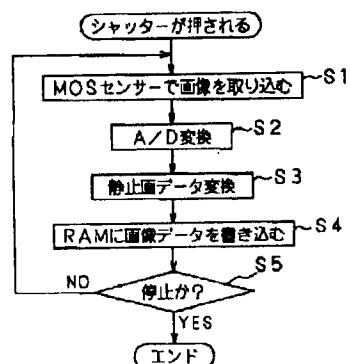 シャッターが押される
MOSセンサーで画像を取り込む
S1
A/D変換
S2
静止画データ変換
S3
RAMに画像データを書き込む
S4
停止か?
S5
NO
YES
エンド